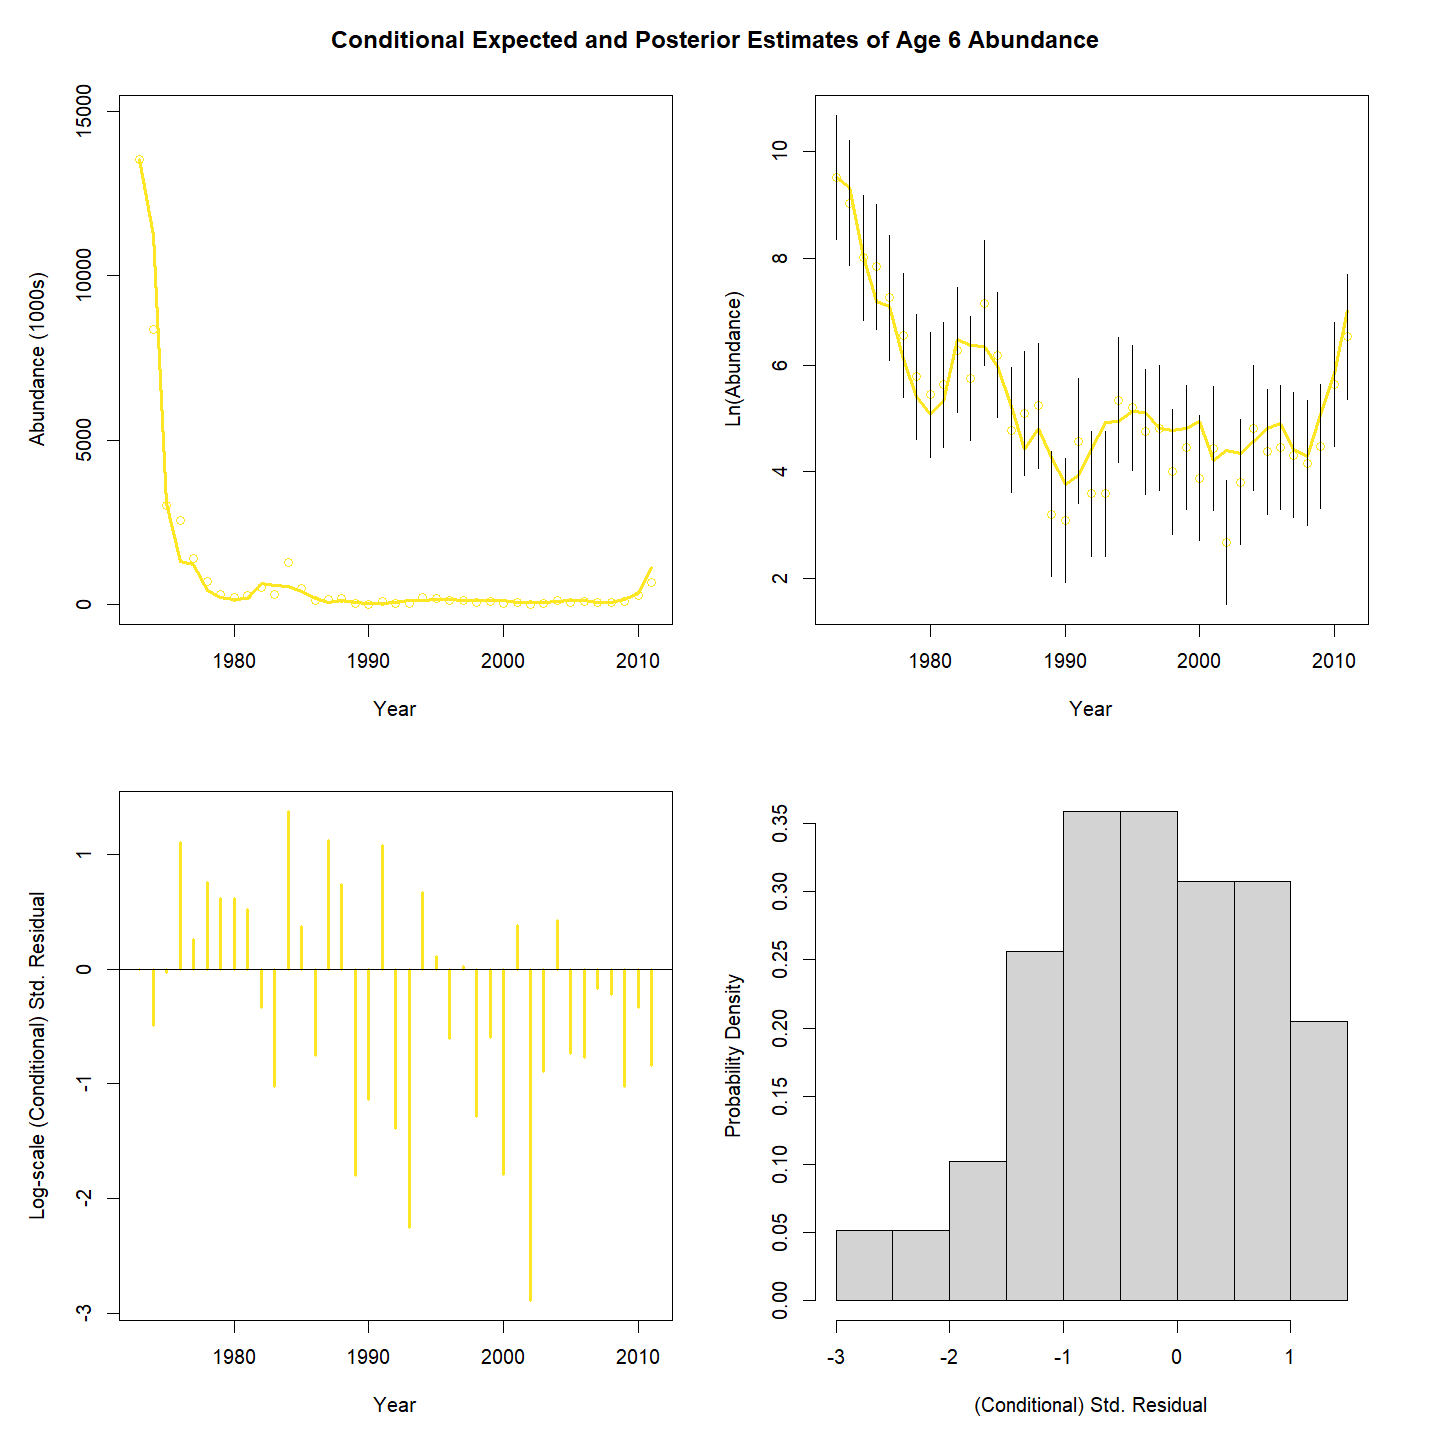 Conditional Expected and Posterior Estimates of Age 6 Abundance
Abundance (1000s)
15000
10000
5000
0
1980 1990 2000 2010
Year
Ln(Abundance)
10
8
6
4
2
1980 1990 2000 2010
Year
Log-scale (Conditional) Std. Residual
1
0
-1
-2
-3
1980 1990 2000 2010
Year
Probability Density
0.35
0.30
0.25
0.20
0.15
0.10
0.05
0.00
-3 -2 -1 0 1
(Conditional) Std. Residual